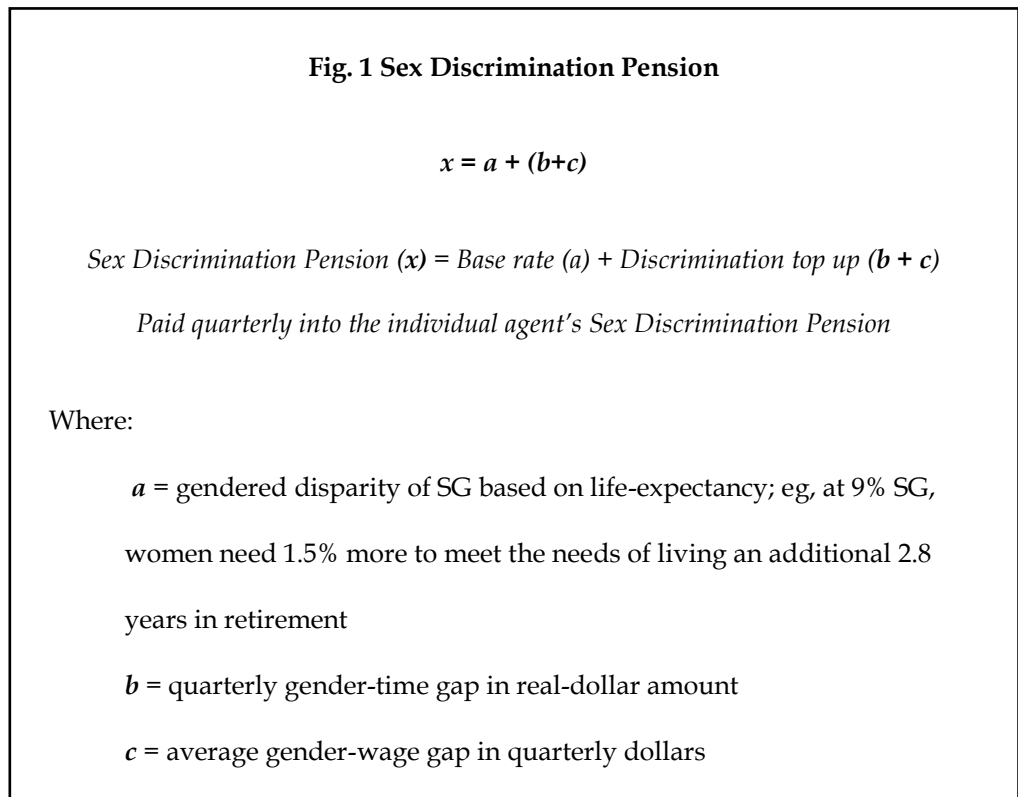 Fig. 1 Sex Discrimination Pension
x = a + (b+c)
Sex Discrimination Pension (x) = Base rate (a) + Discrimination top up (b + c)
Paid quarterly into the individual agent's Sex Discrimination Pension
Where:
a = gendered disparity of SG based on life-expectancy; eg, at 9% SG,
women need 1.5% more to meet the needs of living an additional 2.8
years in retirement
b = quarterly gender-time gap in real-dollar amount
c = average gender-wage gap in quarterly dollars